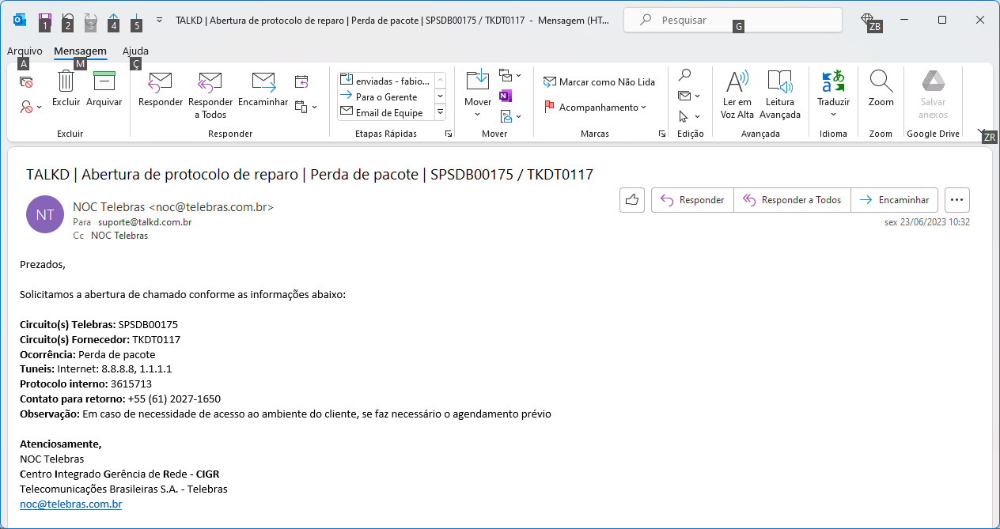 1 2 3 4 5 TALKD | Abertura de protocolo de reparo | Perda de pacote | SPSDB00175 / TKDT0117 - Mensagem (HT... Pesquisar G ZB
Arquivo Mensagem Ajuda
A M Ç
enviadas - fabio...
Para o Gerente
Email de Equipe
Marcar como Não Lida
Acompanhamento
Excluir Arquivar Responder Responder a Todos Encaminhar Mover Ler em Voz Alta Leitura Avançada Traduzir Zoom Salvar anexos
Excluir Responder Etapas Rápidas Mover Marcas Edição Avançada Idioma Zoom Google Drive ZR
TALKD | Abertura de protocolo de reparo | Perda de pacote | SPSDB00175 / TKDT0117
NT
NOC Telebras <noc@telebras.com.br>
Para suporte@talkd.com.br
Cc NOC Telebras
Responder Responder a Todos Encaminhar
sex 23/06/2023 10:32
Prezados,
Solicitamos a abertura de chamado conforme as informações abaixo:
Circuito(s) Telebras: SPSDB00175
Circuito(s) Fornecedor: TKDT0117
Ocorrência: Perda de pacote
Tuneis: Internet: 8.8.8.8, 1.1.1.1
Protocolo interno: 3615713
Contato para retorno: +55 (61) 2027-1650
Observação: Em caso de necessidade de acesso ao ambiente do cliente, se faz necessário o agendamento prévio
Atenciosamente,
NOC Telebras
Centro Integrado Gerência de Rede - CIGR
Telecomunicações Brasileiras S.A. - Telebras
noc@telebras.com.br